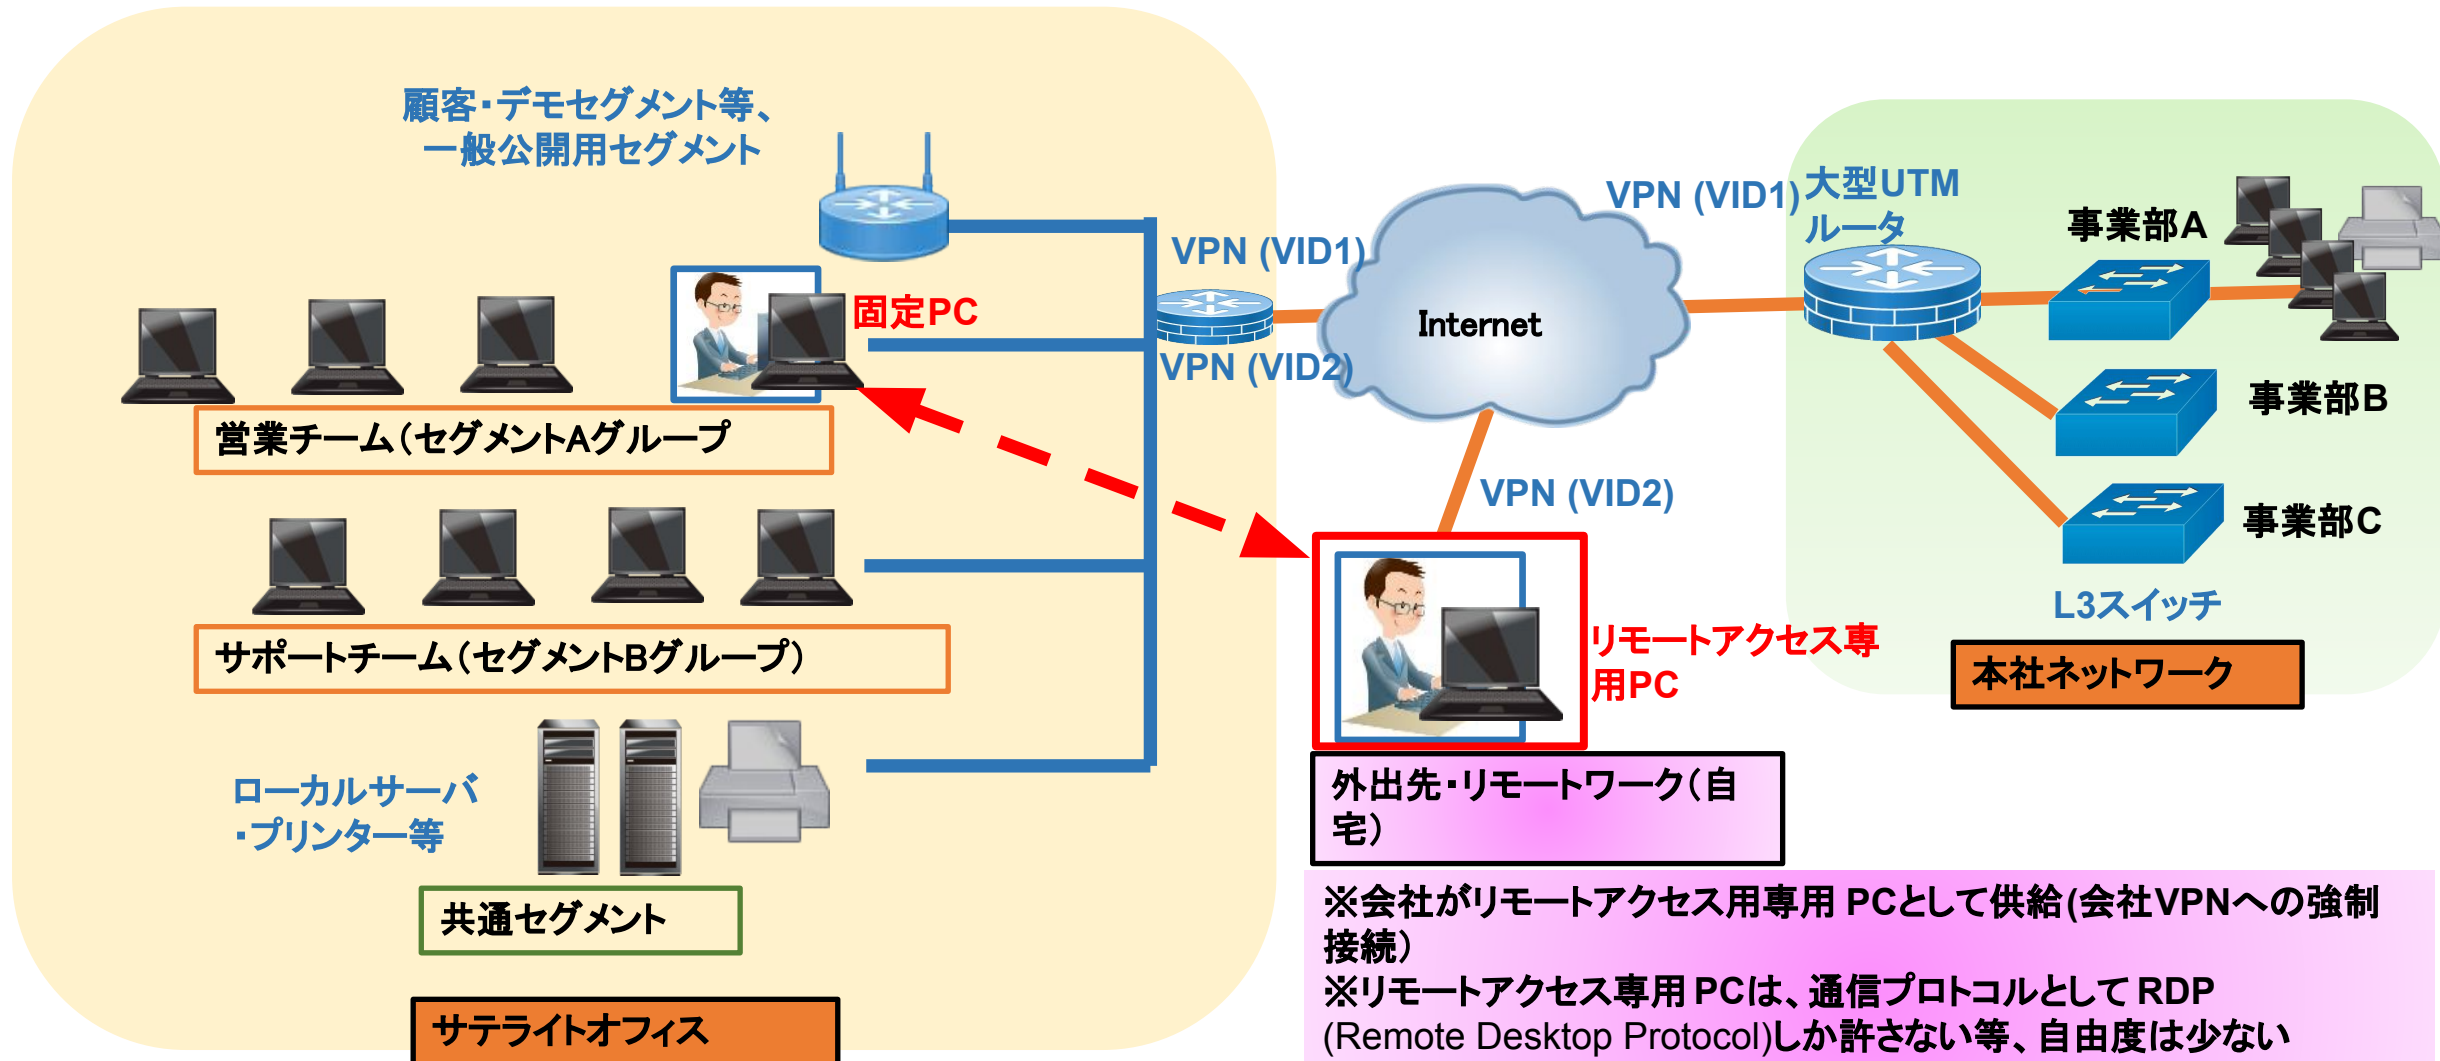 顧客・デモセグメント等、
一般公開用セグメント
固定PC
営業チーム（セグメントAグループ
サポートチーム（セグメントBグループ）
ローカルサーバ
・プリンター等
共通セグメント
サテライトオフィス
VPN (VID1)
VPN (VID2)
Internet
VPN (VID1)
VPN (VID2)
リモートアクセス専
用PC
外出先・リモートワーク（自
宅）
大型UTM
ルータ
事業部A
事業部B
事業部C
L3スイッチ
本社ネットワーク
※会社がリモートアクセス用専用 PCとして供給(会社VPNへの強制
接続）
※リモートアクセス専用 PCは、通信プロトコルとして RDP
(Remote Desktop Protocol)しか許さない等、自由度は少ない